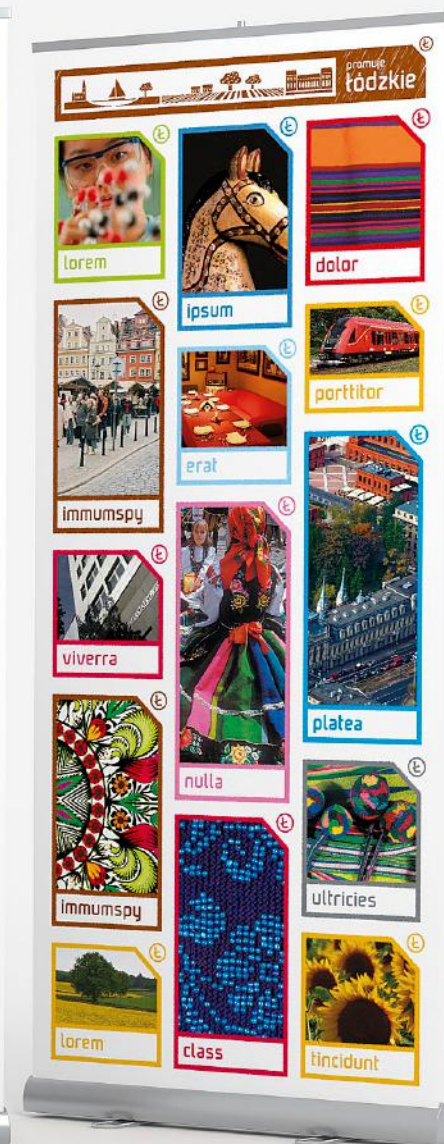 promuje
łódzkie
Ł
lorem
Ł
ipsum
Ł
dolor
Ł
immumspy
Ł
erat
Ł
porttitor
Ł
viverra
Ł
nulla
Ł
platea
Ł
immumspy
Ł
class
Ł
ultricies
Ł
lorem
Ł
tincidunt
Ł